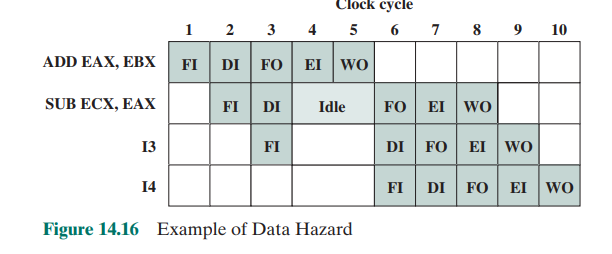 Clock cycle
1 2 3 4 5 6 7 8 9 10
ADD EAX, EBX FI DI FO EI WO
SUB ECX, EAX FI DI Idle FO EI WO
I3 FI DI FO EI WO
I4 FI DI FO EI WO
Figure 14.16 Example of Data Hazard